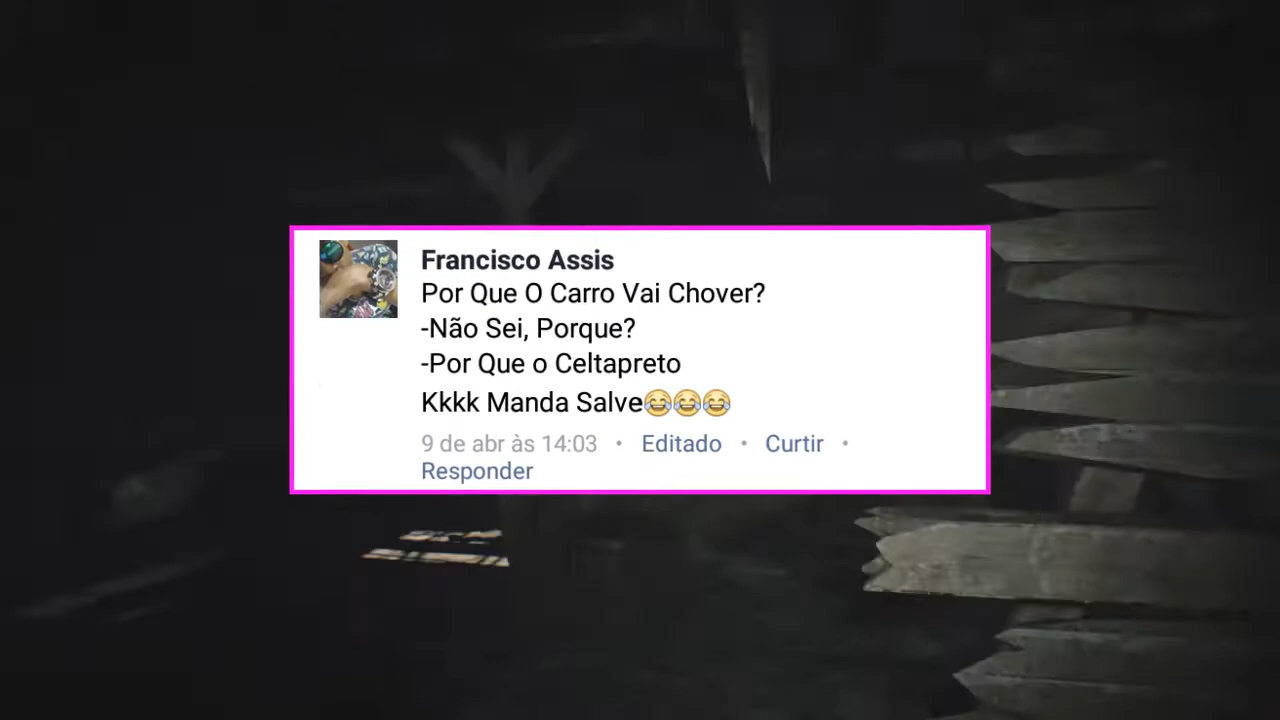 Francisco Assis
Por Que O Carro Vai Chover?
-Não Sei, Porque?
-Por Que o Celtapreto
Kkkk Manda Salve😂😂😂
9 de abr às 14:03 • Editado • Curtir •
Responder